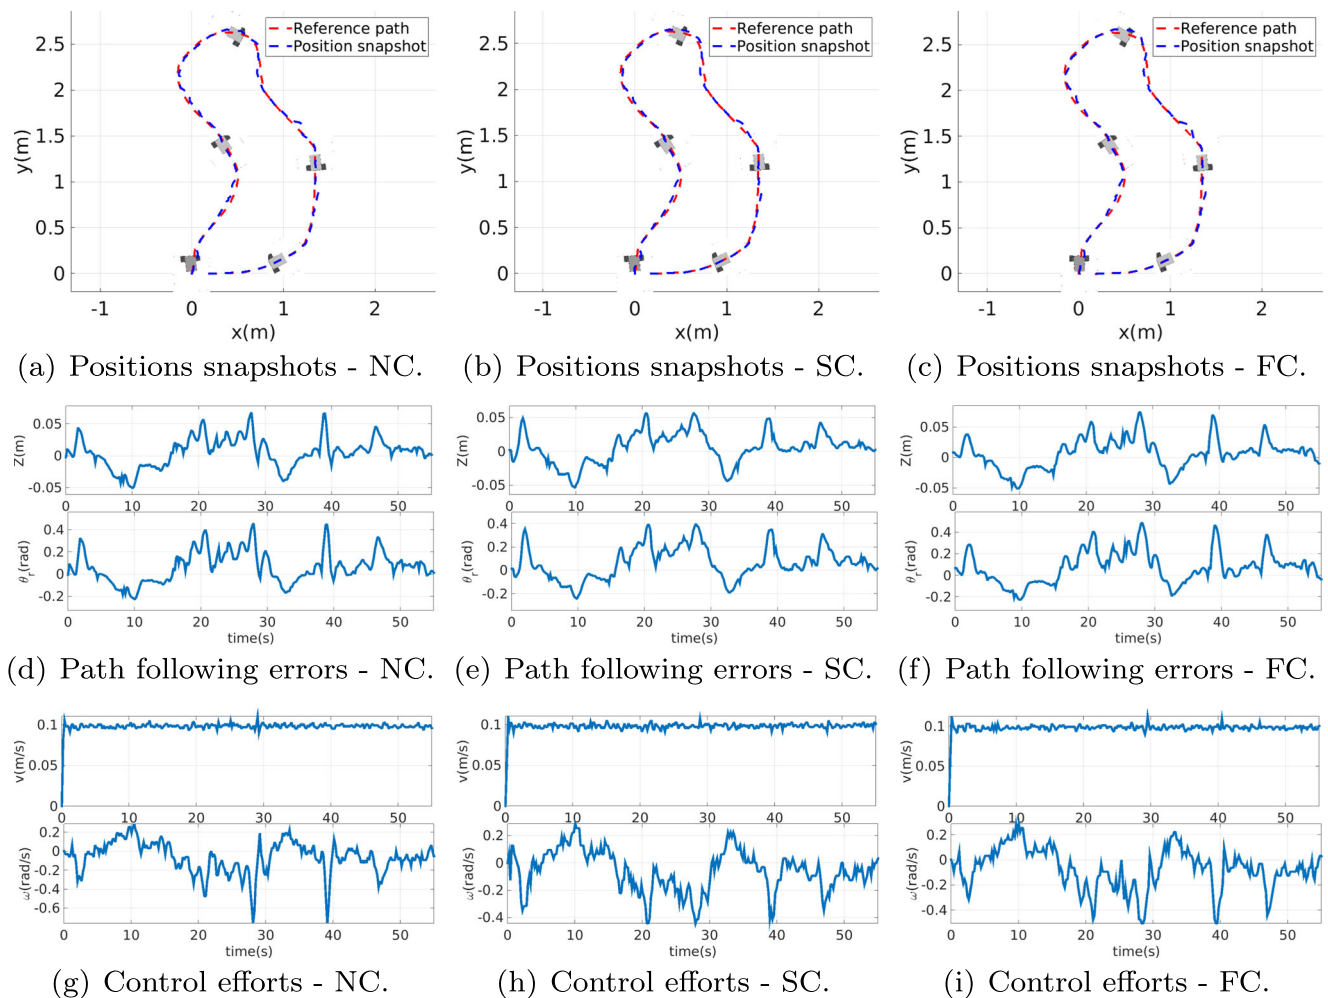 Reference path
Position snapshot
2.5
2
1.5
1
0.5
0
y(m)
-1 0 1 2
x(m)
Reference path
Position snapshot
2.5
2
1.5
1
0.5
0
y(m)
-1 0 1 2
x(m)
Reference path
Position snapshot
2.5
2
1.5
1
0.5
0
y(m)
-1 0 1 2
x(m)
(a) Positions snapshots - NC.
(b) Positions snapshots - SC.
(c) Positions snapshots - FC.
0.05
0
-0.05
Z(m)
0 10 20 30 40 50
0.4
0.2
0
-0.2
θr(rad)
0 10 20 30 40 50
time(s)
0.05
0
-0.05
Z(m)
0 10 20 30 40 50
0.4
0.2
0
-0.2
θr(rad)
0 10 20 30 40 50
time(s)
0.05
0
-0.05
Z(m)
0 10 20 30 40 50
0.4
0.2
0
-0.2
θr(rad)
0 10 20 30 40 50
time(s)
(d) Path following errors - NC.
(e) Path following errors - SC.
(f) Path following errors - FC.
0.1
0.05
0
v(m/s)
0 10 20 30 40 50
0.2
0
-0.2
-0.4
-0.6
ω(rad/s)
0 10 20 30 40 50
time(s)
0.1
0.05
0
v(m/s)
0 10 20 30 40 50
0.2
0
-0.2
-0.4
ω(rad/s)
0 10 20 30 40 50
time(s)
0.1
0.05
0
v(m/s)
0 10 20 30 40 50
0.2
0
-0.2
-0.4
ω(rad/s)
0 10 20 30 40 50
time(s)
(g) Control efforts - NC.
(h) Control efforts - SC.
(i) Control efforts - FC.